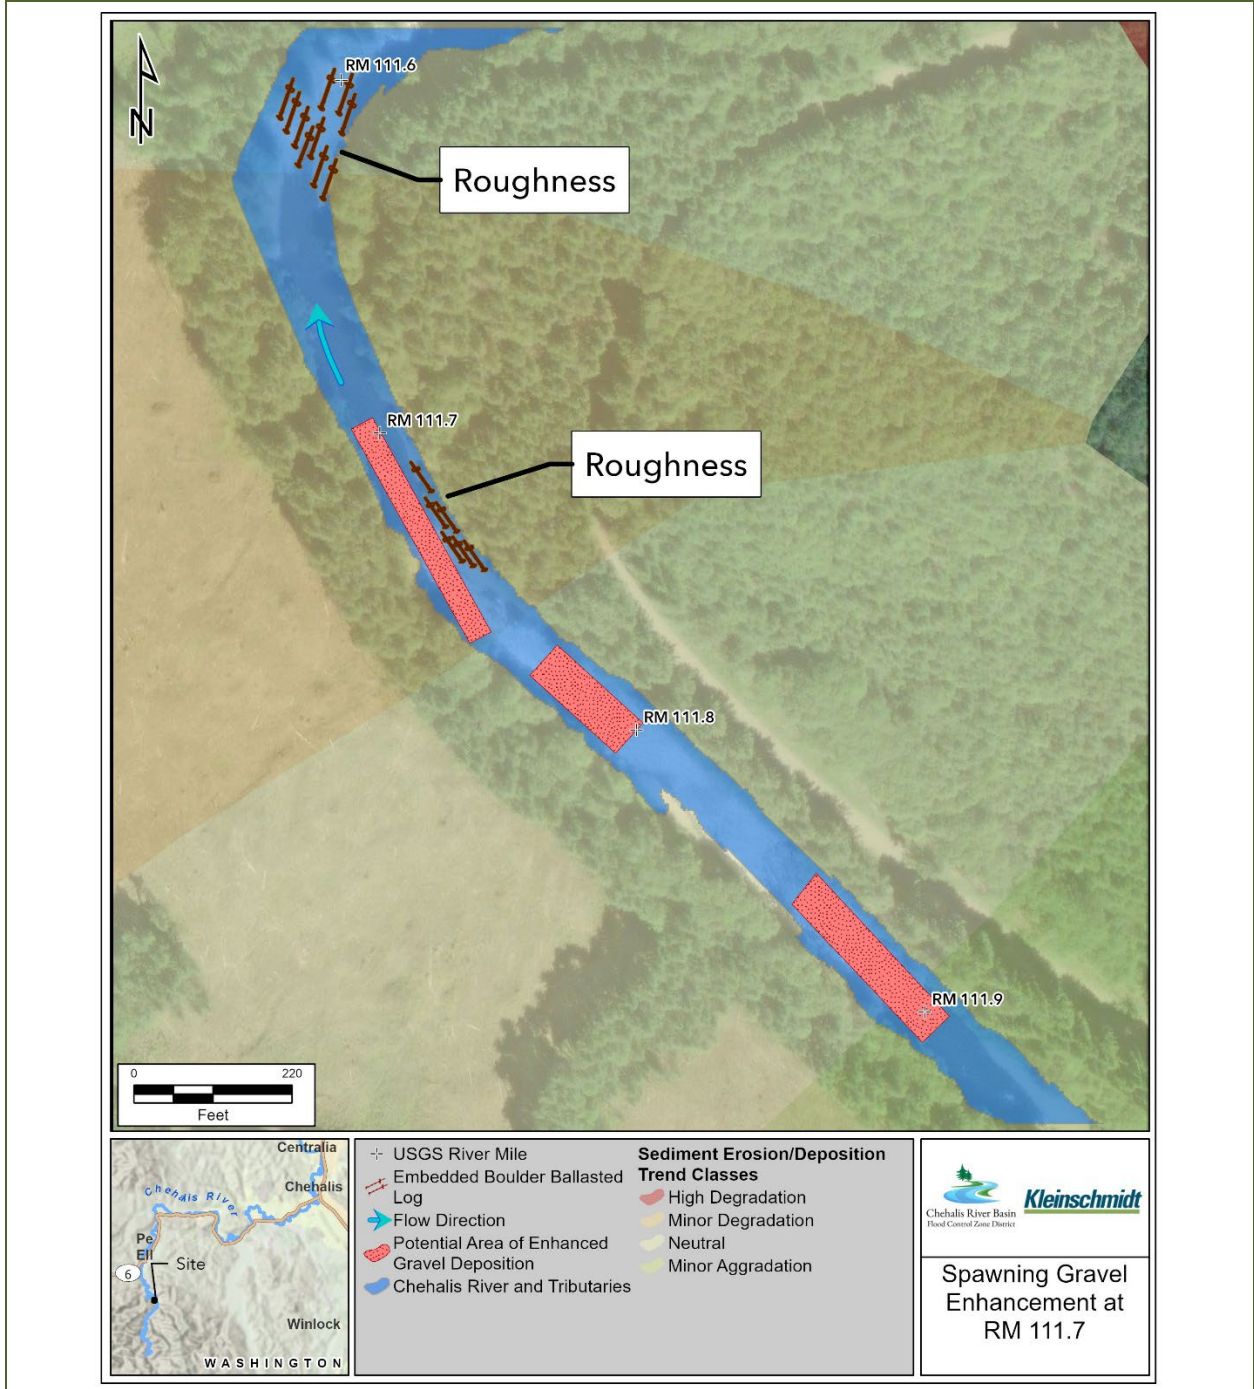 RM 111.6
N
Roughness
RM 111.7
Roughness
RM 111.8
RM 111.9
0 220
Feet
Centralia
Chehalis
Chehalis River
Pe
Ell
6
Site
Winlock
WASHINGTON
USGS River Mile
Embedded Boulder Ballasted
Log
Flow Direction
Potential Area of Enhanced
Gravel Deposition
Chehalis River and Tributaries
Sediment Erosion/Deposition
Trend Classes
High Degradation
Minor Degradation
Neutral
Minor Aggradation
Chehalis River Basin
Flood Control Zone District
Kleinschmidt
Spawning Gravel
Enhancement at
RM 111.7